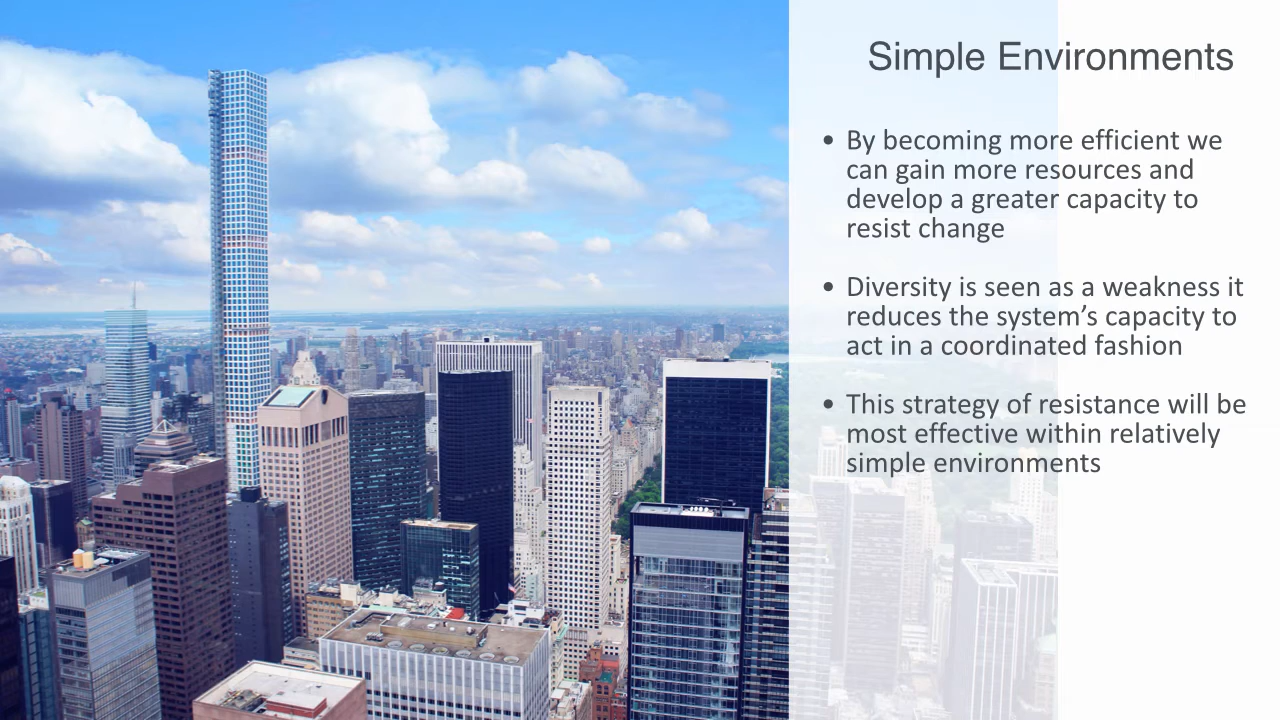 Simple Environments
• By becoming more efficient we
can gain more resources and
develop a greater capacity to
resist change
• Diversity is seen as a weakness it
reduces the system’s capacity to
act in a coordinated fashion
• This strategy of resistance will be
most effective within relatively
simple environments